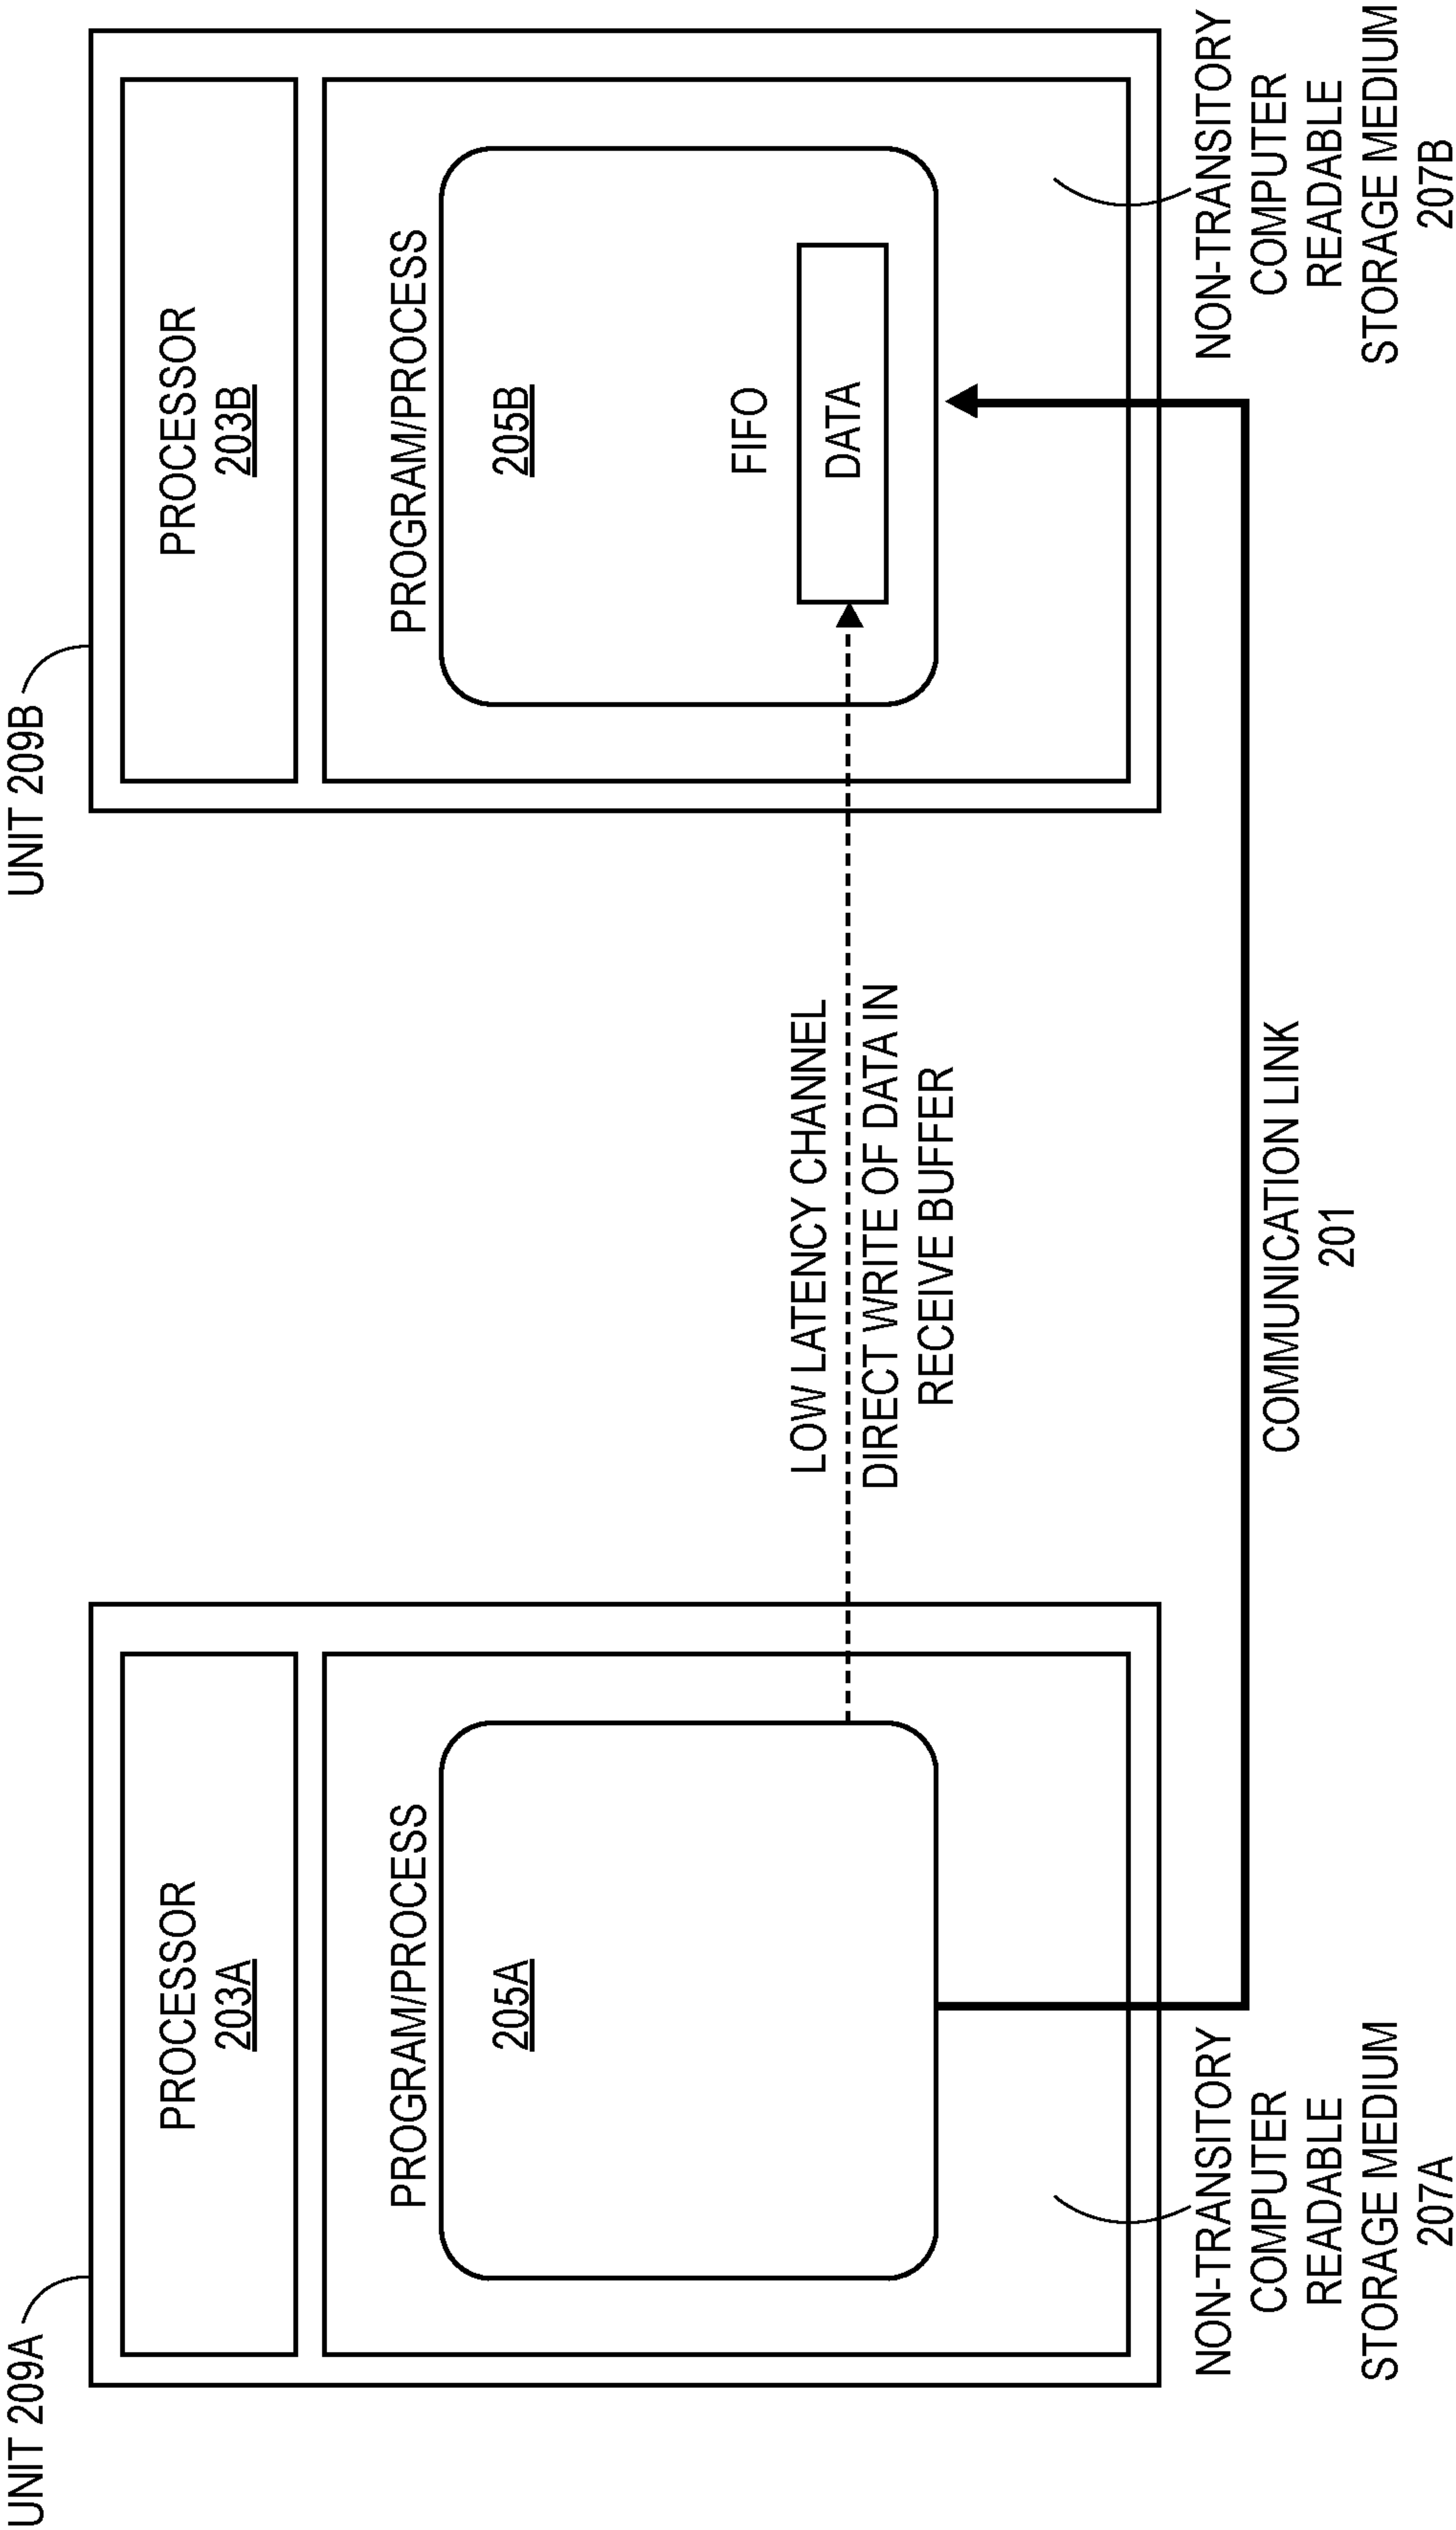 UNIT 209A
PROCESSOR
203A
PROGRAM/PROCESS
205A
NON-TRANSITORY
COMPUTER
READABLE
STORAGE MEDIUM
207A
LOW LATENCY CHANNEL
DIRECT WRITE OF DATA IN
RECEIVE BUFFER
COMMUNICATION LINK
201
UNIT 209B
PROCESSOR
203B
PROGRAM/PROCESS
205B
FIFO
DATA
NON-TRANSITORY
COMPUTER
READABLE
STORAGE MEDIUM
207B